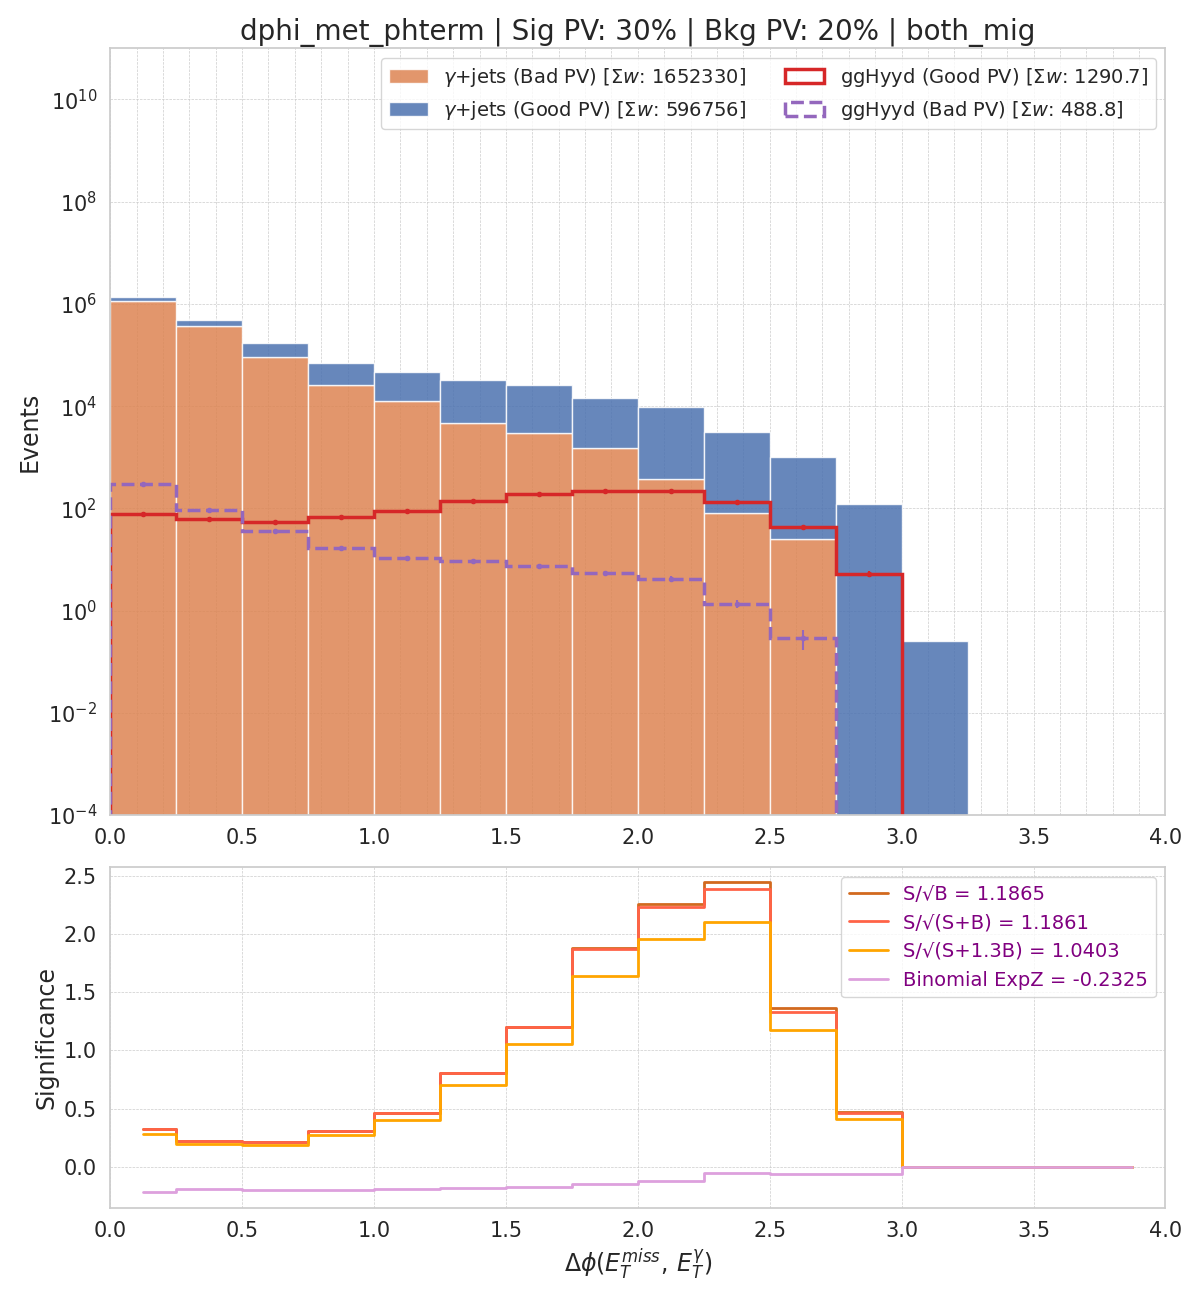 dphi_met_phterm | Sig PV: 30% | Bkg PV: 20% | both_mig
γ+jets (Bad PV) [Σw: 1652330]
γ+jets (Good PV) [Σw: 596756]
ggHyyd (Good PV) [Σw: 1290.7]
ggHyyd (Bad PV) [Σw: 488.8]
Events
10^10
10^8
10^6
10^4
10^2
10^0
10^−2
10^−4
0.0 0.5 1.0 1.5 2.0 2.5 3.0 3.5 4.0
Significance
2.5
2.0
1.5
1.0
0.5
0.0
S/√B = 1.1865
S/√(S+B) = 1.1861
S/√(S+1.3B) = 1.0403
Binomial ExpZ = -0.2325
0.0 0.5 1.0 1.5 2.0 2.5 3.0 3.5 4.0
Δϕ(E_T^miss, E_T^γ)